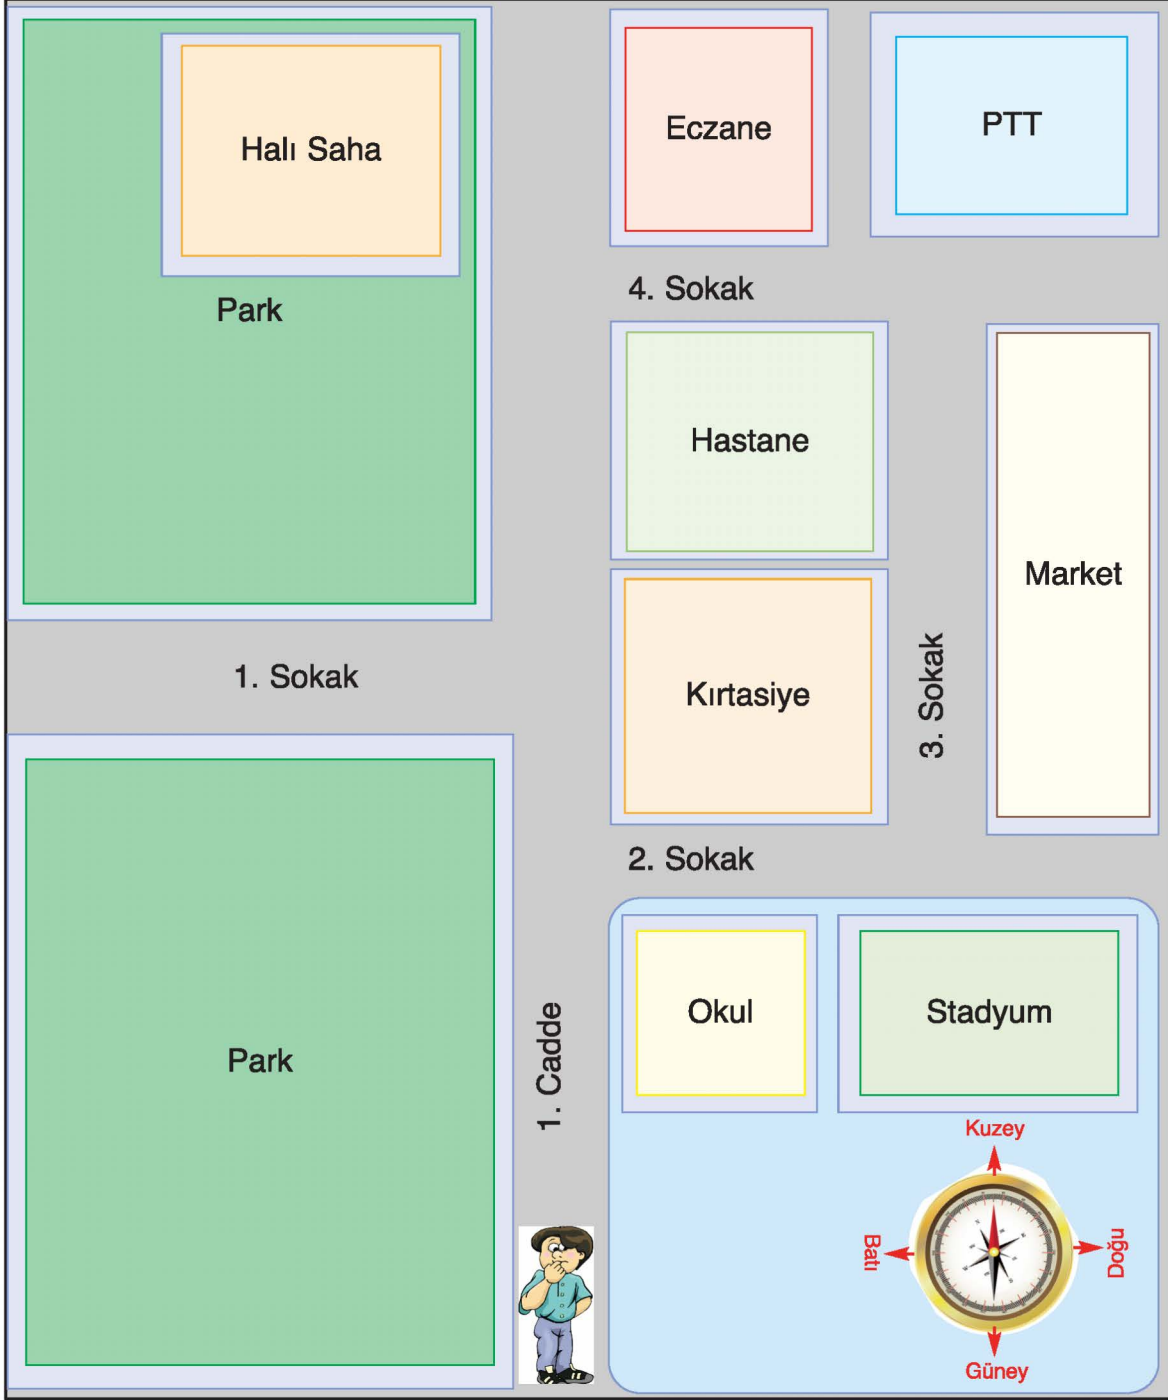 Halı Saha
Eczane
PTT
Park
4. Sokak
Hastane
Market
1. Sokak
Kırtasiye
3. Sokak
2. Sokak
Okul
Stadyum
Park
1. Cadde
Kuzey
Batı
Doğu
Güney